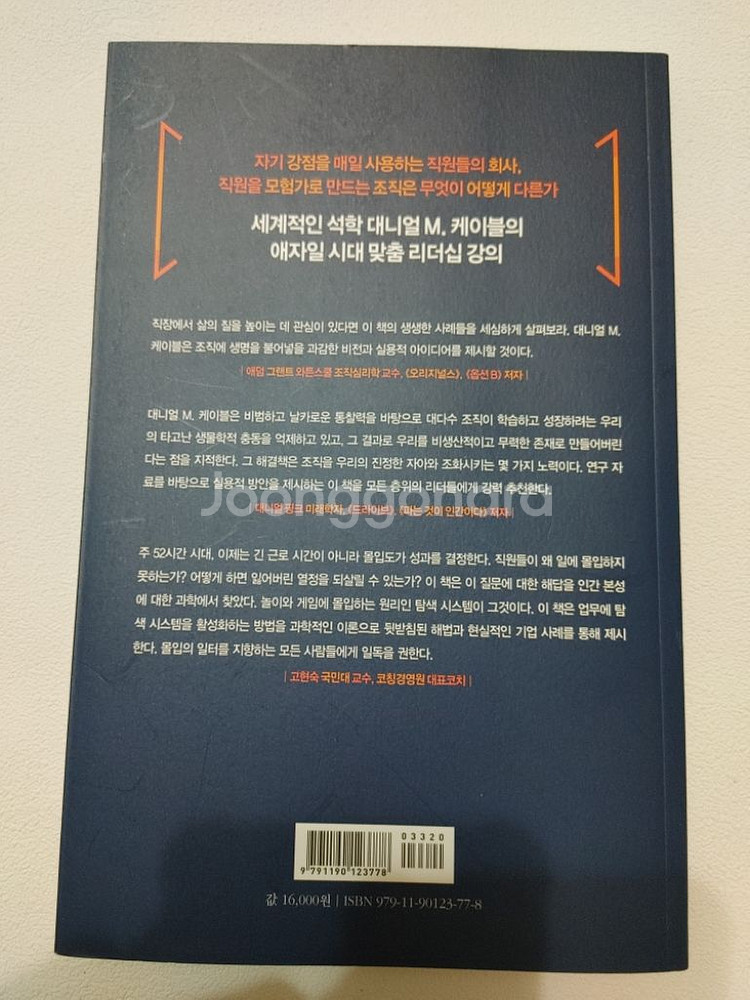 자기 강점을 매일 사용하는 직원들의 회사,
직원을 모험가로 만드는 조직은 무엇이 어떻게 다른가
세계적인 석학 대니얼 M. 케이블의
애자일 시대 맞춤 리더십 강의
직장에서 삶의 질을 높이는 데 관심이 있다면 이 책의 생생한 사례들을 세심하게 살펴보라. 대니얼 M.
케이블은 조직에 생명을 불어넣을 과감한 비전과 실용적 아이디어를 제시할 것이다.
| 애덤 그랜트 와튼스쿨 조직심리학 교수, 《오리지널스》, 《옵션 B》 저자 |
대니얼 M. 케이블은 비범하고 날카로운 통찰력을 바탕으로 대다수 조직이 학습하고 성장하려는 우리
의 타고난 생물학적 충동을 억제하고 있고, 그 결과로 우리를 비생산적이고 무력한 존재로 만들어버린
다는 점을 지적한다. 그 해결책은 조직을 우리의 진정한 자아와 조화시키는 몇 가지 노력이다. 연구 자
료를 바탕으로 실용적 방안을 제시하는 이 책을 모든 층위의 리더들에게 강력 추천한다.
Joonggonara
| 대니얼 핑크 미래학자, 《드라이브》, 《파는 것이 인간이다》 저자 |
주 52시간 시대, 이제는 긴 근로 시간이 아니라 몰입도가 성과를 결정한다. 직원들이 왜 일에 몰입하지
못하는가? 어떻게 하면 잃어버린 열정을 되살릴 수 있는가? 이 책은 이 질문에 대한 해답을 인간 본성
에 대한 과학에서 찾았다. 놀이와 게임에 몰입하는 원리인 탐색 시스템이 그것이다. 이 책은 업무에 탐
색 시스템을 활성화하는 방법을 과학적인 이론으로 뒷받침된 해법과 현실적인 기업 사례를 통해 제시
한다. 몰입의 일터를 지향하는 모든 사람들에게 일독을 권한다.
| 고현숙 국민대 교수, 코칭경영원 대표코치 |
03320
9 791190 123778
값 16,000원 | ISBN 979-11-90123-77-8